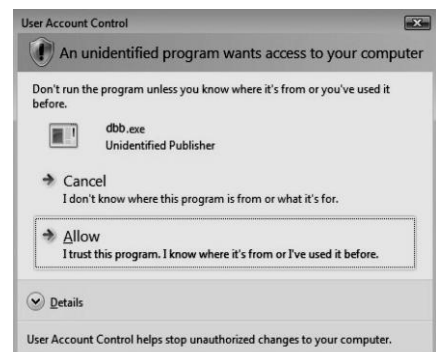 User Account Control
An unidentified program wants access to your computer
Don't run the program unless you know where it's from or you've used it
before.
dbb.exe
Unidentified Publisher
Cancel
I don't know where this program is from or what it's for.
Allow
I trust this program. I know where it's from or I've used it before.
Details
User Account Control helps stop unauthorized changes to your computer.